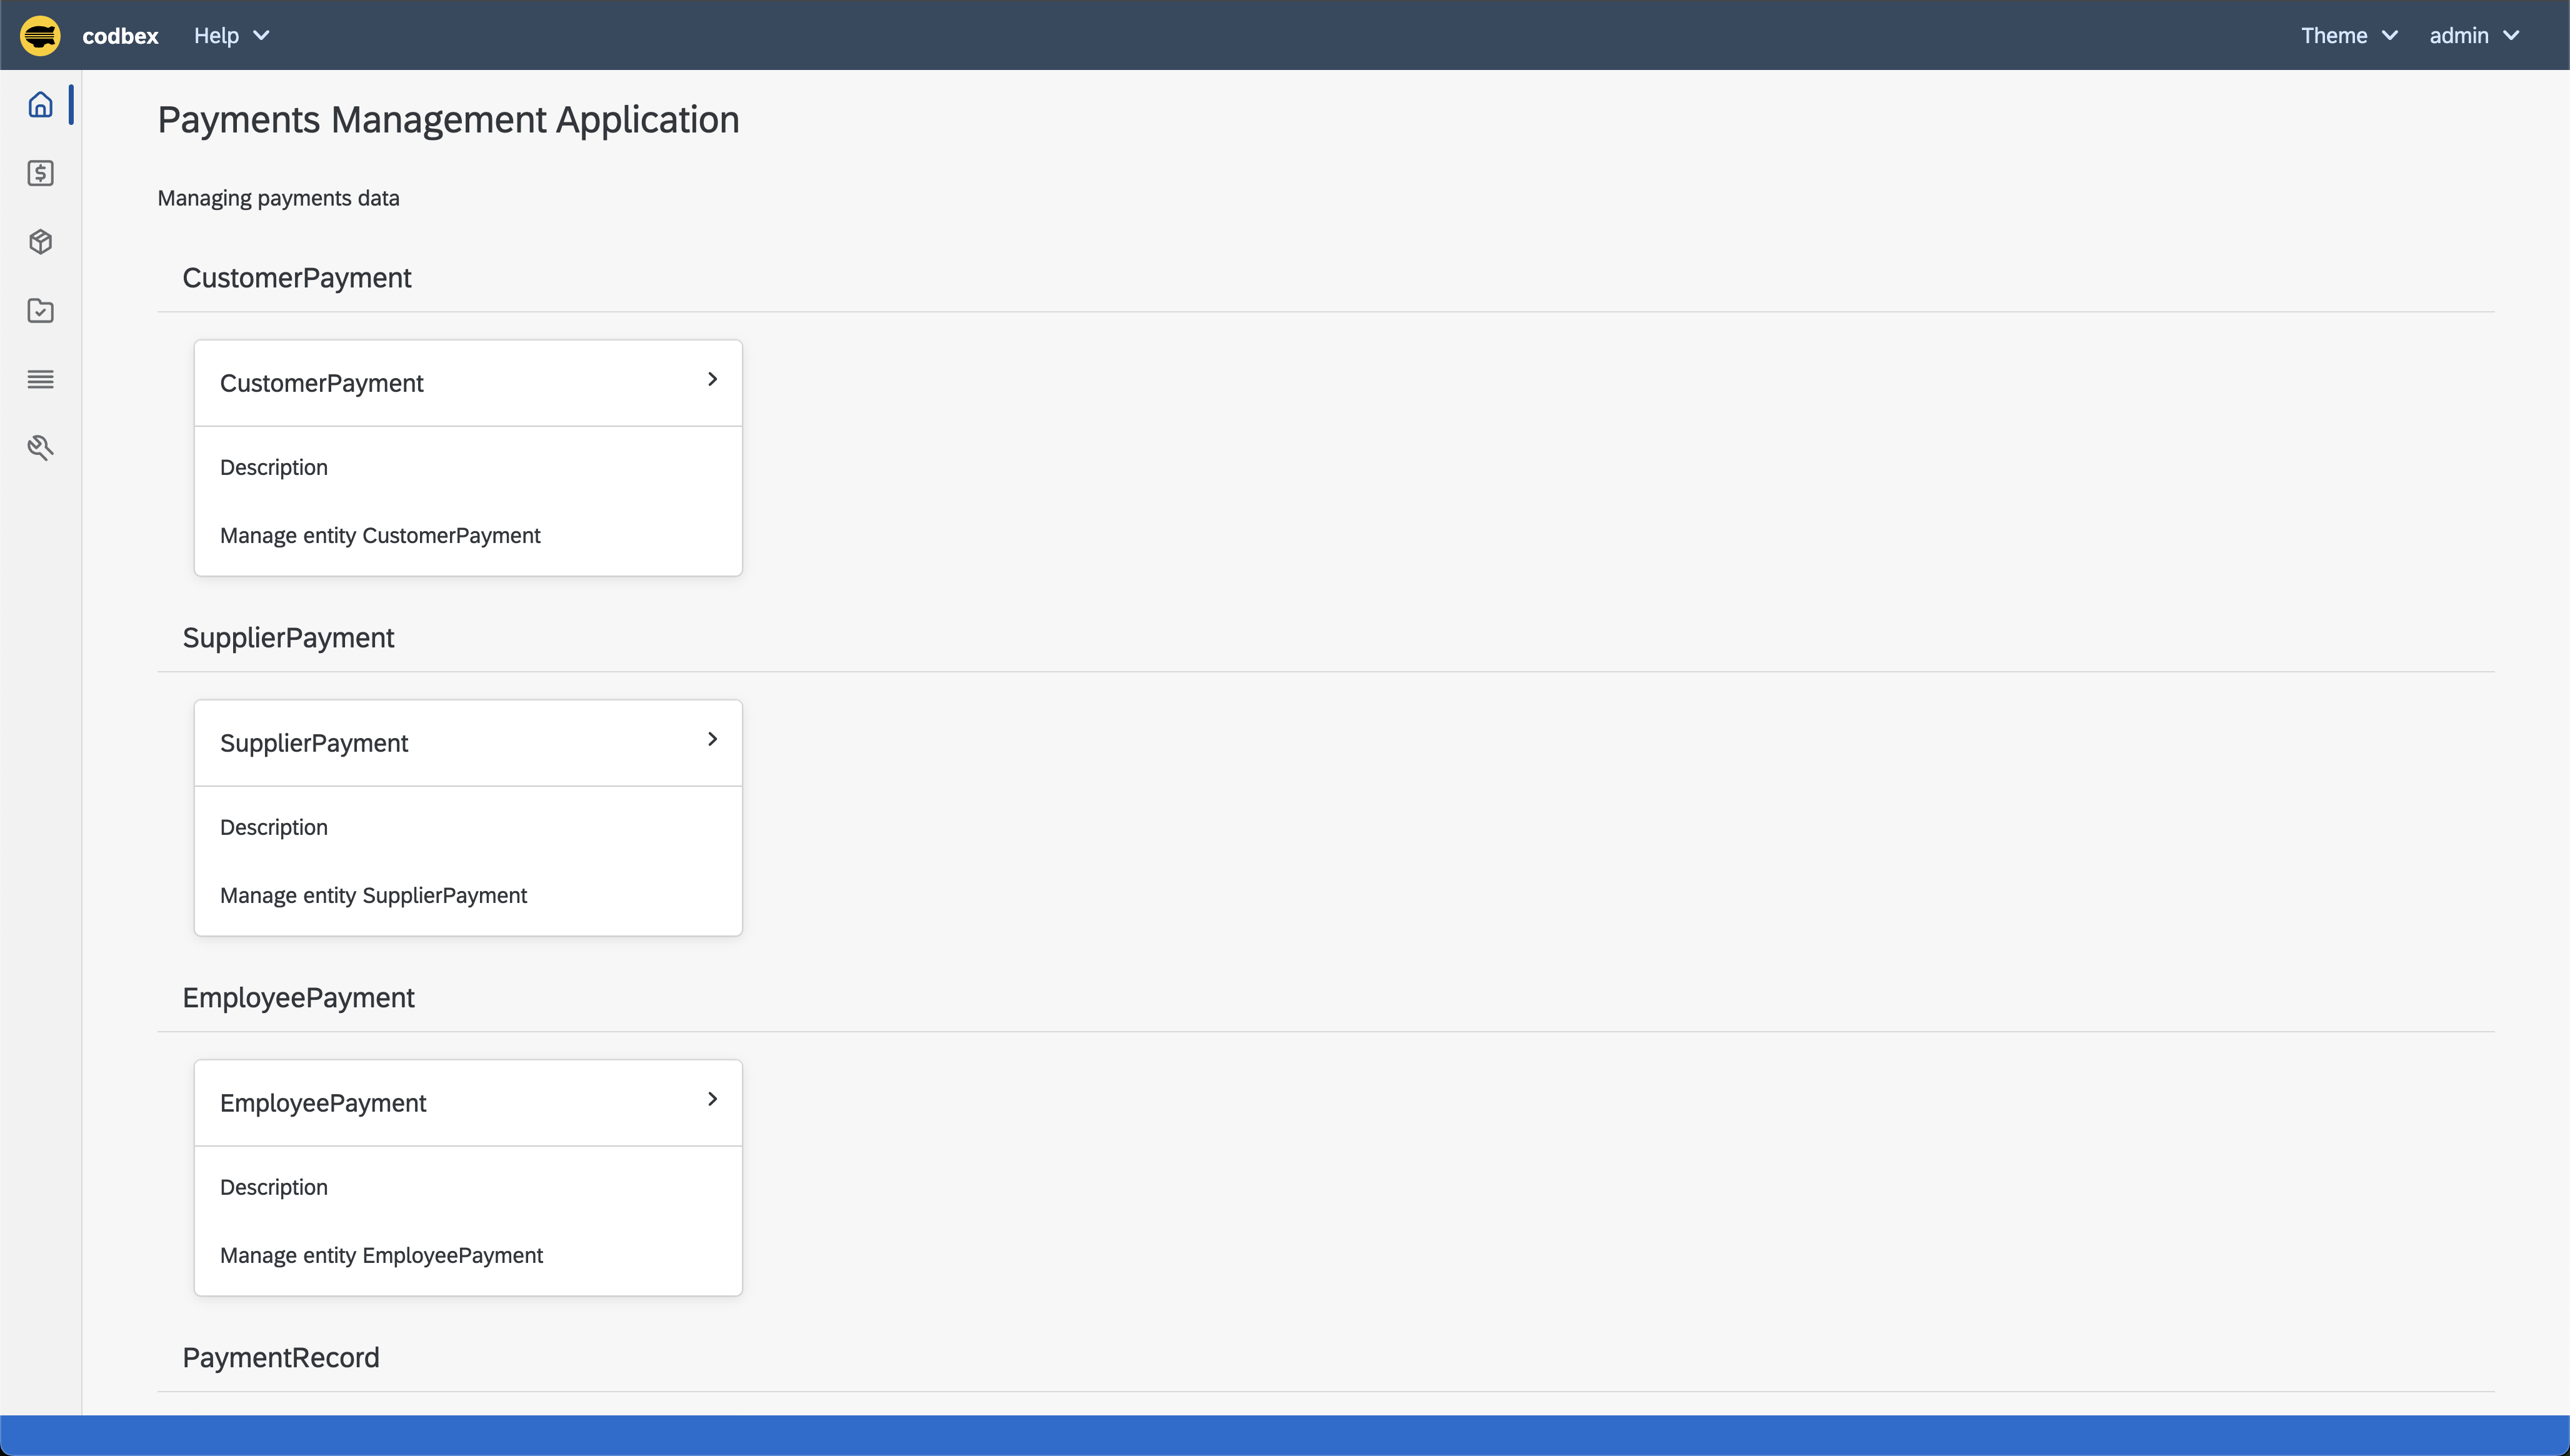 codbex Help Theme admin
Payments Management Application
Managing payments data
CustomerPayment
CustomerPayment
Description
Manage entity CustomerPayment
SupplierPayment
SupplierPayment
Description
Manage entity SupplierPayment
EmployeePayment
EmployeePayment
Description
Manage entity EmployeePayment
PaymentRecord